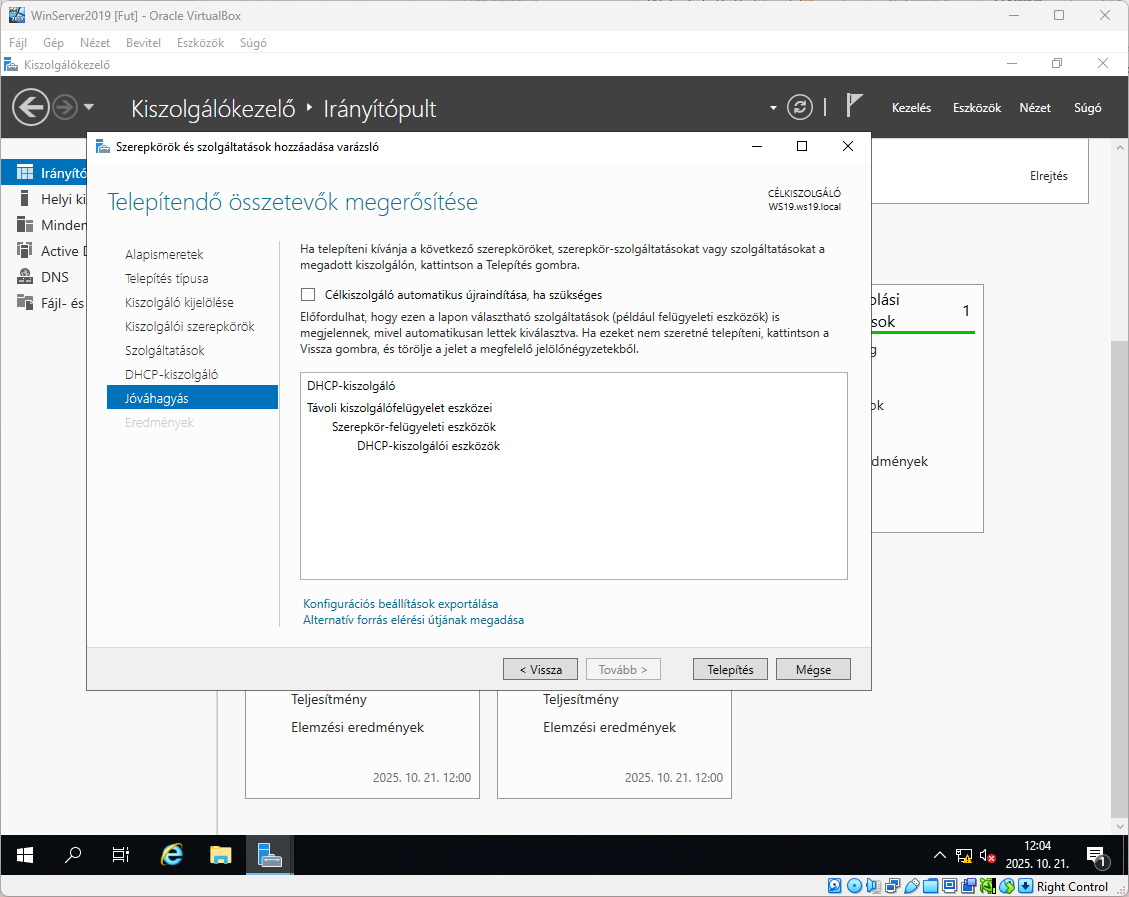 WinServer2019 [Fut] - Oracle VirtualBox
Fájl Gép Nézet Bevitel Eszközök Súgó
Kiszolgálókezelő
Kiszolgálókezelő Irányítópult
Kezelés Eszközök Nézet Súgó
Szerepkörök és szolgáltatások hozzáadása varázsló
Irányító
Helyi ki
Minden
Active D
DNS
Fájl- és
Elrejtés
Telepítendő összetevők megerősítése
CÉLKISZOLGÁLÓ
WS19.ws19.local
Alapismeretek
Telepítés típusa
Kiszolgáló kijelölése
Kiszolgálói szerepkörök
Szolgáltatások
DHCP-kiszolgáló
Jóváhagyás
Eredmények
Ha telepíteni kívánja a következő szerepköröket, szerepkör-szolgáltatásokat vagy szolgáltatásokat a
megadott kiszolgálón, kattintson a Telepítés gombra.
Célkiszolgáló automatikus újraindítása, ha szükséges
Előfordulhat, hogy ezen a lapon választható szolgáltatások (például felügyeleti eszközök) is
megjelennek, mivel automatikusan lettek kiválasztva. Ha ezeket nem szeretné telepíteni, kattintson a
Vissza gombra, és törölje a jelet a megfelelő jelölőnégyzetekből.
DHCP-kiszolgáló
Távoli kiszolgálófelügyelet eszközei
Szerepkör-felügyeleti eszközök
DHCP-kiszolgálói eszközök
Konfigurációs beállítások exportálása
Alternatív forrás elérési útjának megadása
< Vissza Tovább > Telepítés Mégse
olási
sok 1
g
ok
dmények
Teljesítmény Teljesítmény
Elemzési eredmények Elemzési eredmények
2025. 10. 21. 12:00 2025. 10. 21. 12:00
12:04
2025. 10. 21.
1
Right Control